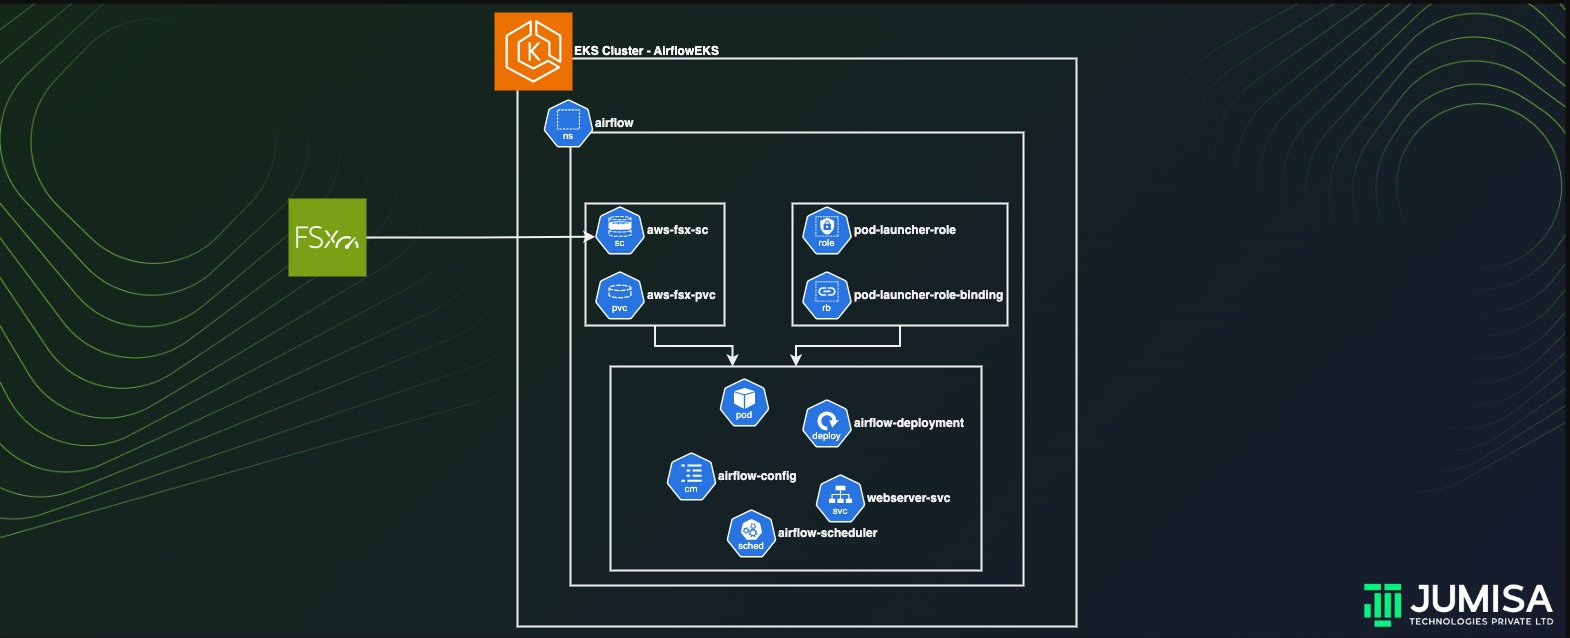 EKS Cluster - AirflowEKS
K
ns
airflow
FSx
sc
aws-fsx-sc
pvc
aws-fsx-pvc
role
pod-launcher-role
rb
pod-launcher-role-binding
pod
deploy
airflow-deployment
cm
airflow-config
svc
webserver-svc
sched
airflow-scheduler
JUMISA
TECHNOLOGIES PRIVATE LTD